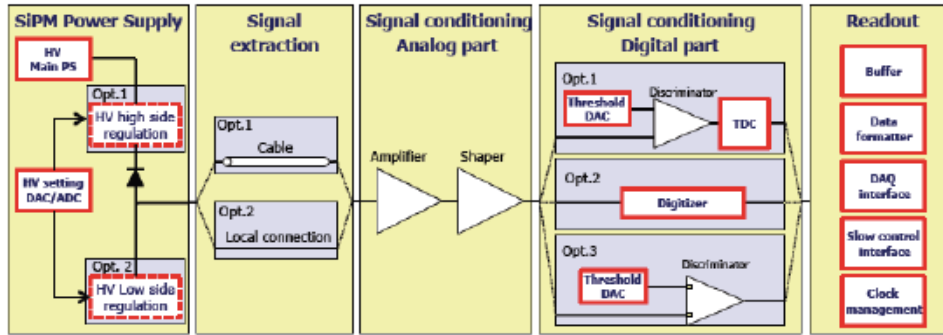 SiPM Power Supply
HV
Main PS
Opt.1
HV high side
regulation
HV setting
DAC/ADC
Opt. 2
HV Low side
regulation
Signal
extraction
Opt.1
Cable
Opt.2
Local connection
Signal conditioning
Analog part
Amplifier
Shaper
Signal conditioning
Digital part
Opt.1
Threshold
DAC
Discriminator
TDC
Opt.2
Digitizer
Opt.3
Threshold
DAC
Discriminator
Readout
Buffer
Data
formatter
DAQ
interface
Slow control
interface
Clock
management